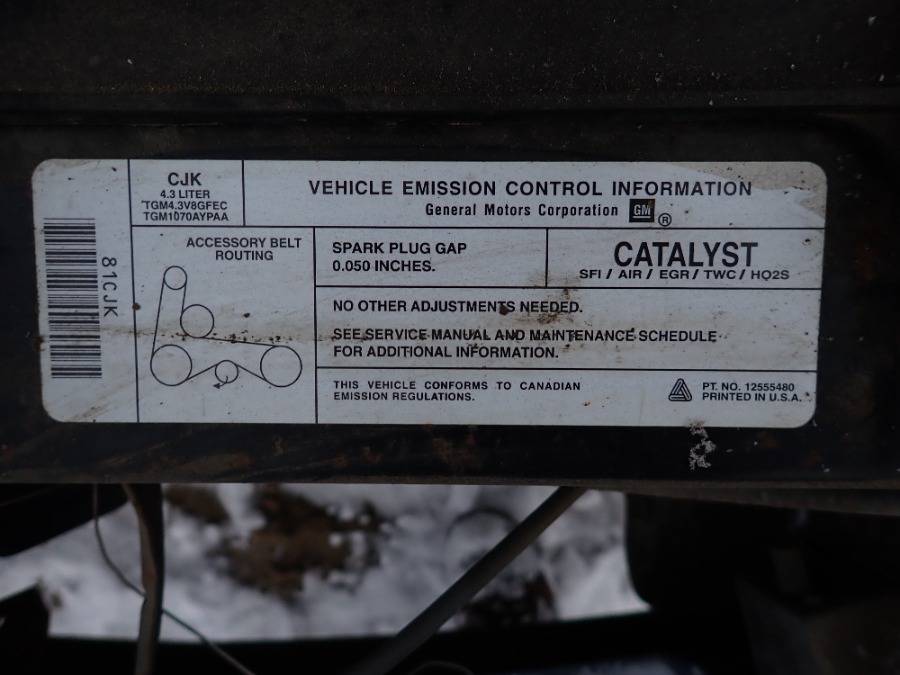 81CJK
CJK
4.3 LITER
TGM4.3V8GFEC
TGM1070AYPAA
VEHICLE EMISSION CONTROL INFORMATION
General Motors Corporation GM ®
ACCESSORY BELT
ROUTING
SPARK PLUG GAP
0.050 INCHES.
CATALYST
SFI / AIR / EGR / TWC / HO2S
NO OTHER ADJUSTMENTS NEEDED.
SEE SERVICE MANUAL AND MAINTENANCE SCHEDULE
FOR ADDITIONAL INFORMATION.
THIS VEHICLE CONFORMS TO CANADIAN
EMISSION REGULATIONS.
PT. NO. 12555480
PRINTED IN U.S.A.